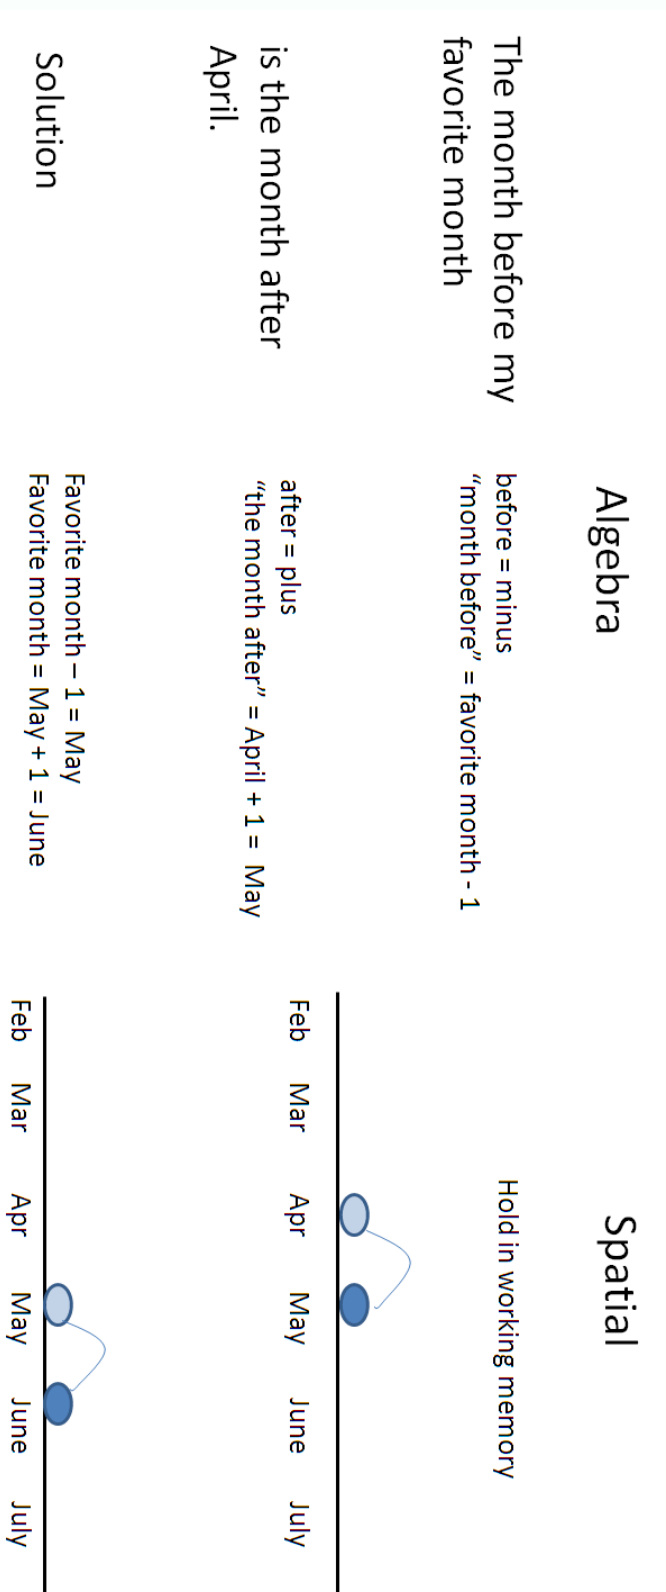 Algebra
Spatial
The month before my
favorite month
before = minus
“month before” = favorite month - 1
Hold in working memory
is the month after
April.
after = plus
“the month after” = April + 1 = May
Feb Mar Apr May June July
Solution
Favorite month – 1 = May
Favorite month = May + 1 = June
Feb Mar Apr May June July